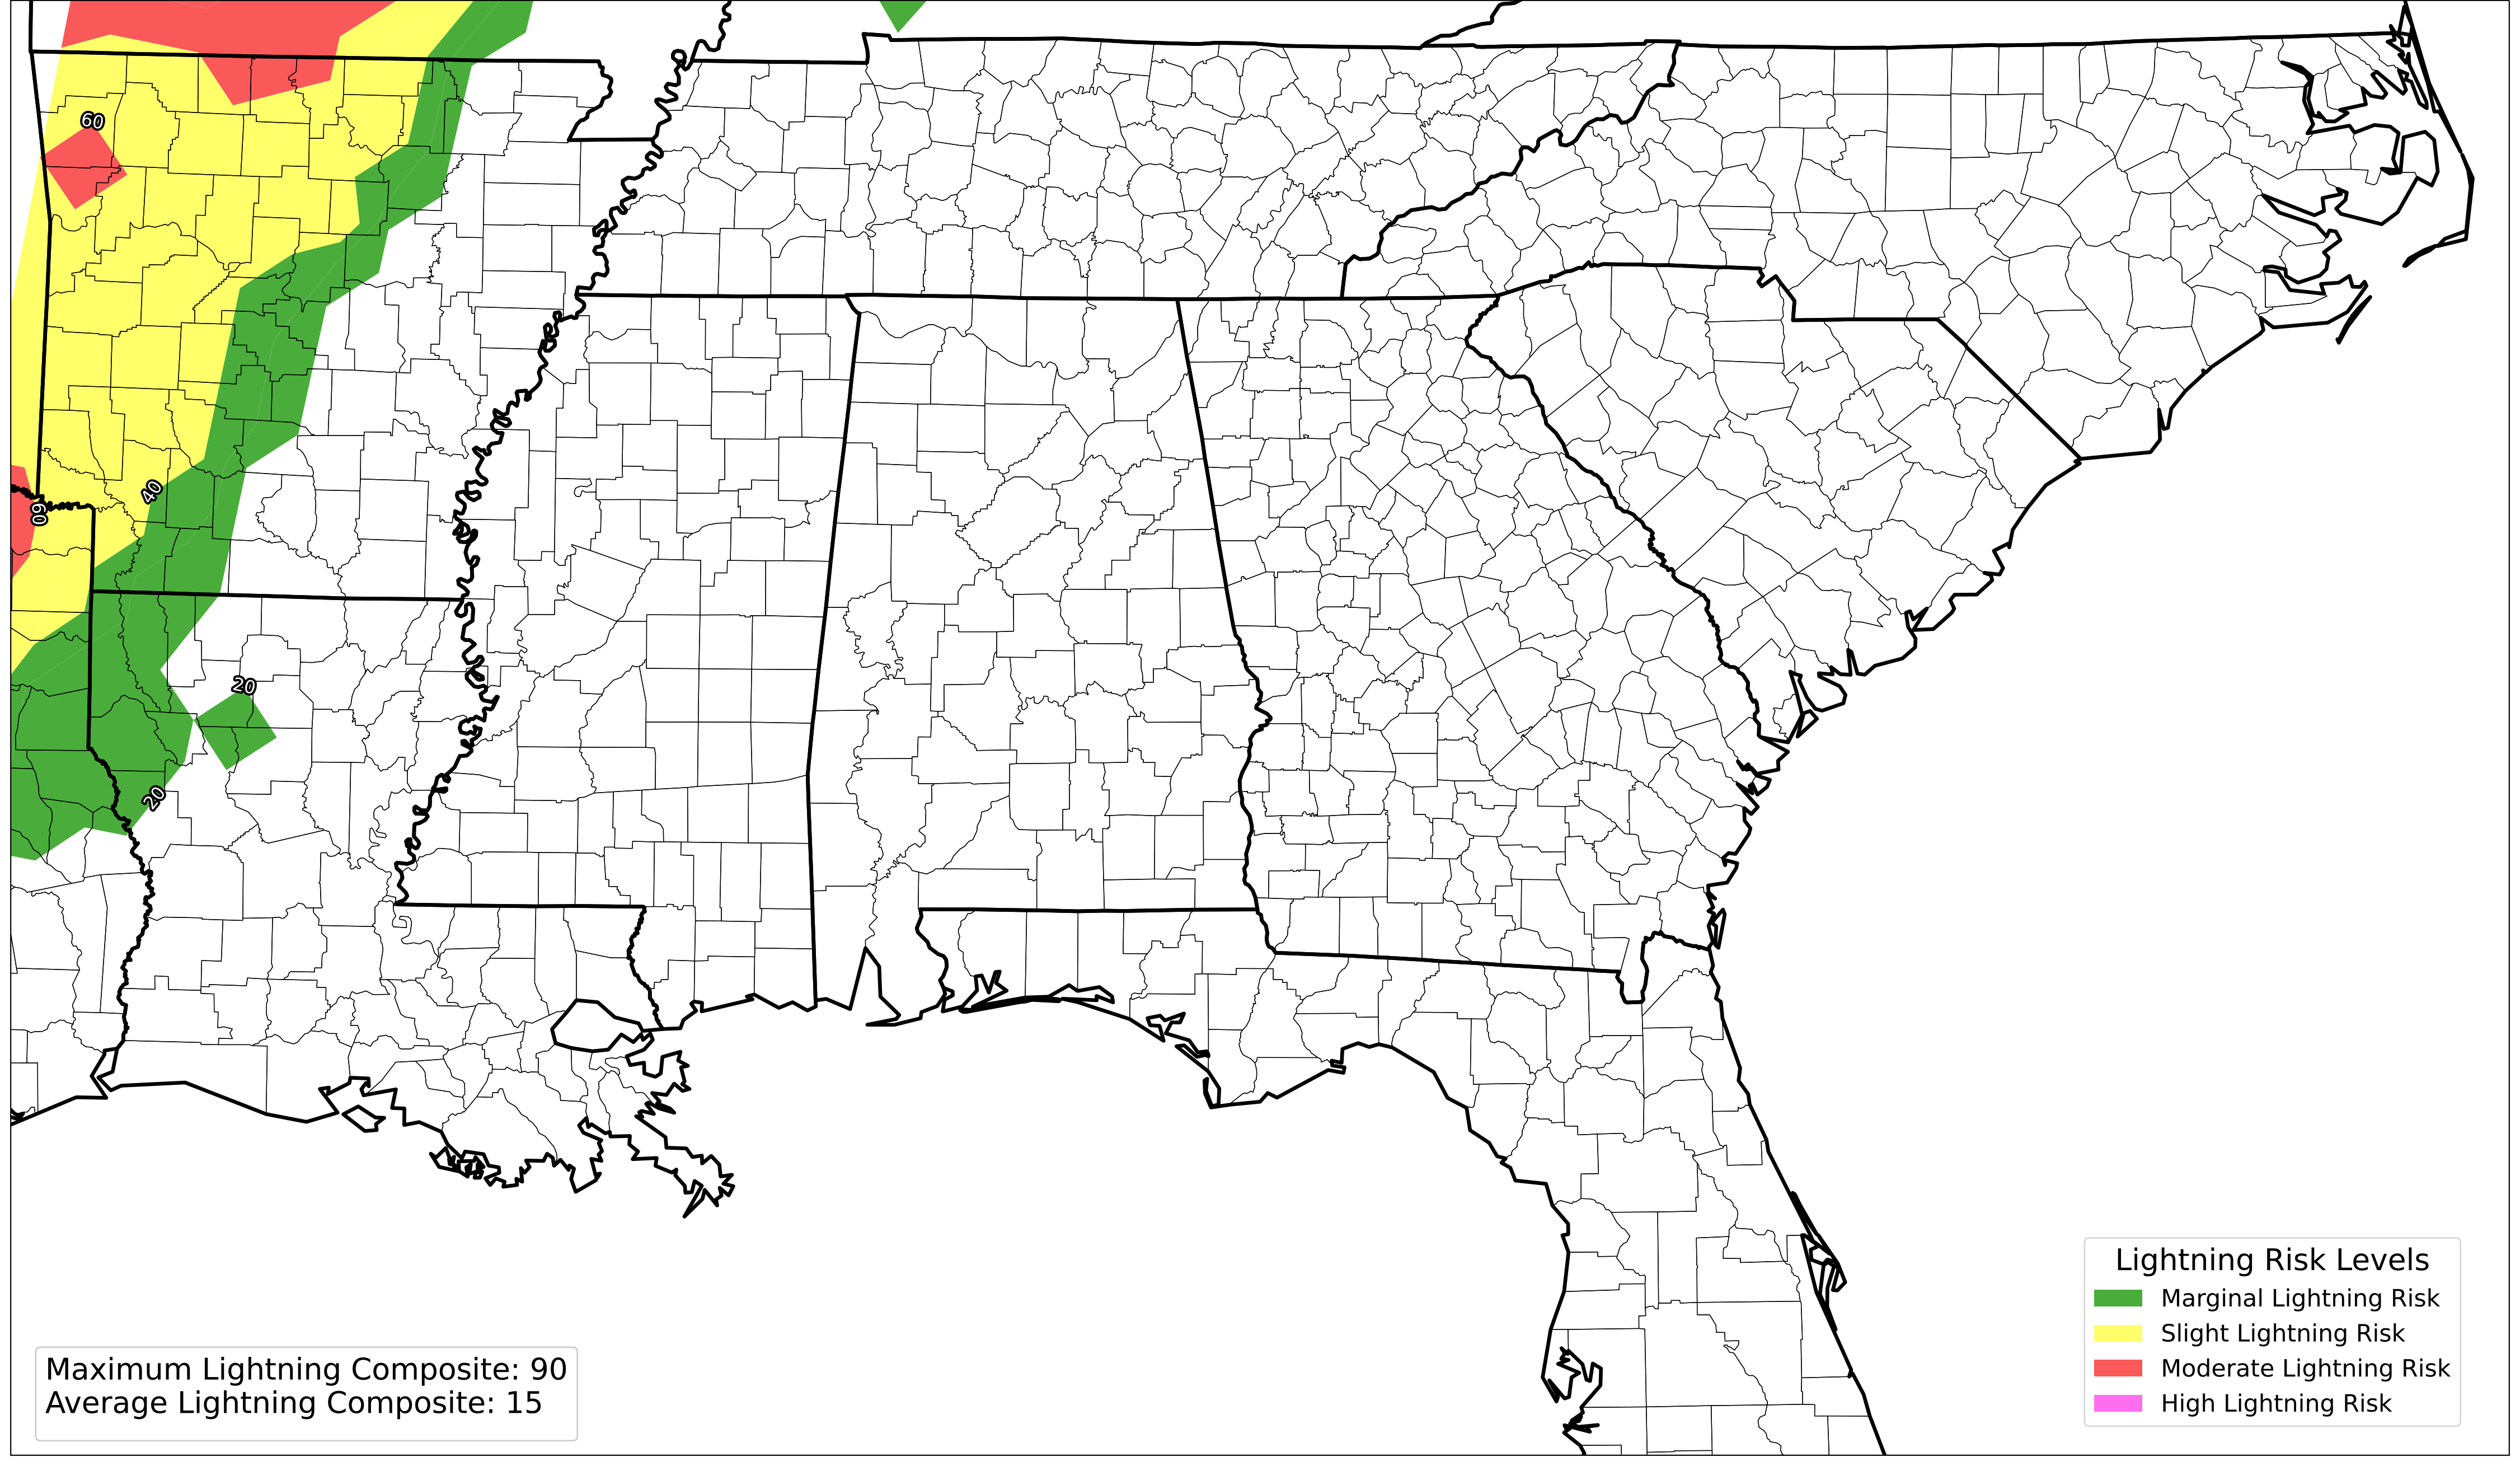 60
40
60
20
20
Lightning Risk Levels
Marginal Lightning Risk
Slight Lightning Risk
Moderate Lightning Risk
High Lightning Risk
Maximum Lightning Composite: 90
Average Lightning Composite: 15